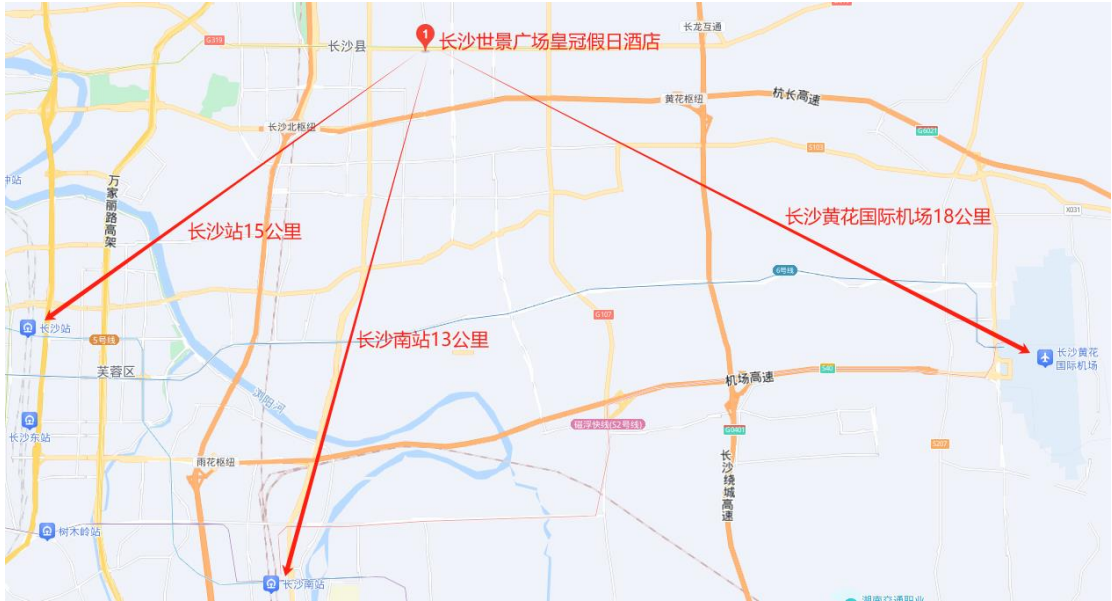 长沙世景广场皇冠假日酒店
长龙互通
G319
长沙县
黄花枢纽
杭长高速
长沙北枢纽
G6021
S103
万家丽路高架
X031
长沙站15公里
长沙黄花国际机场18公里
6号线
G107
长沙站
5号线
长沙南站13公里
长沙黄花
国际机场
芙蓉区
机场高速
S40
浏阳河
长沙东站
磁浮快线(S2号线)
G0401
S207
雨花枢纽
长沙绕城高速
树木岭站
长沙南站
1